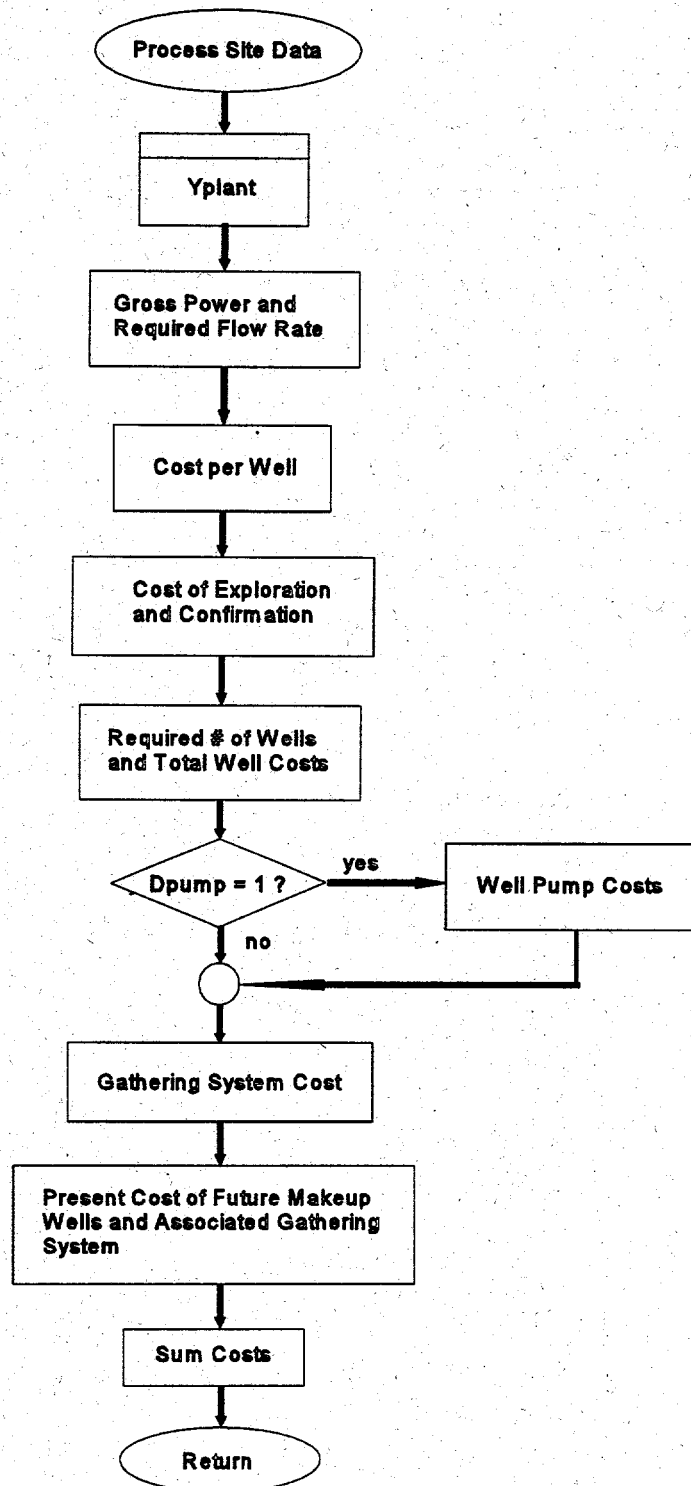 Process Site Data
Yplant
Gross Power and
Required Flow Rate
Cost per Well
Cost of Exploration
and Confirmation
Required # of Wells
and Total Well Costs
Dpump = 1 ?
yes
Well Pump Costs
no
Gathering System Cost
Present Cost of Future Makeup
Wells and Associated Gathering
System
Sum Costs
Return